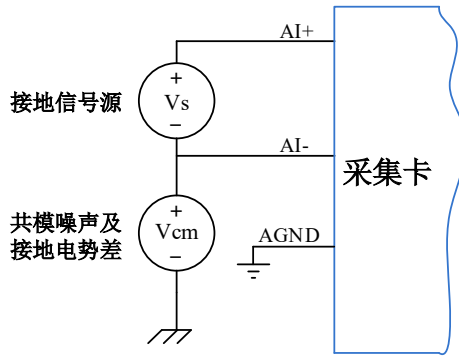 AI+
+
接地信号源
Vs
−
AI-
采集卡
共模噪声及
接地电势差
+
Vcm
−
AGND